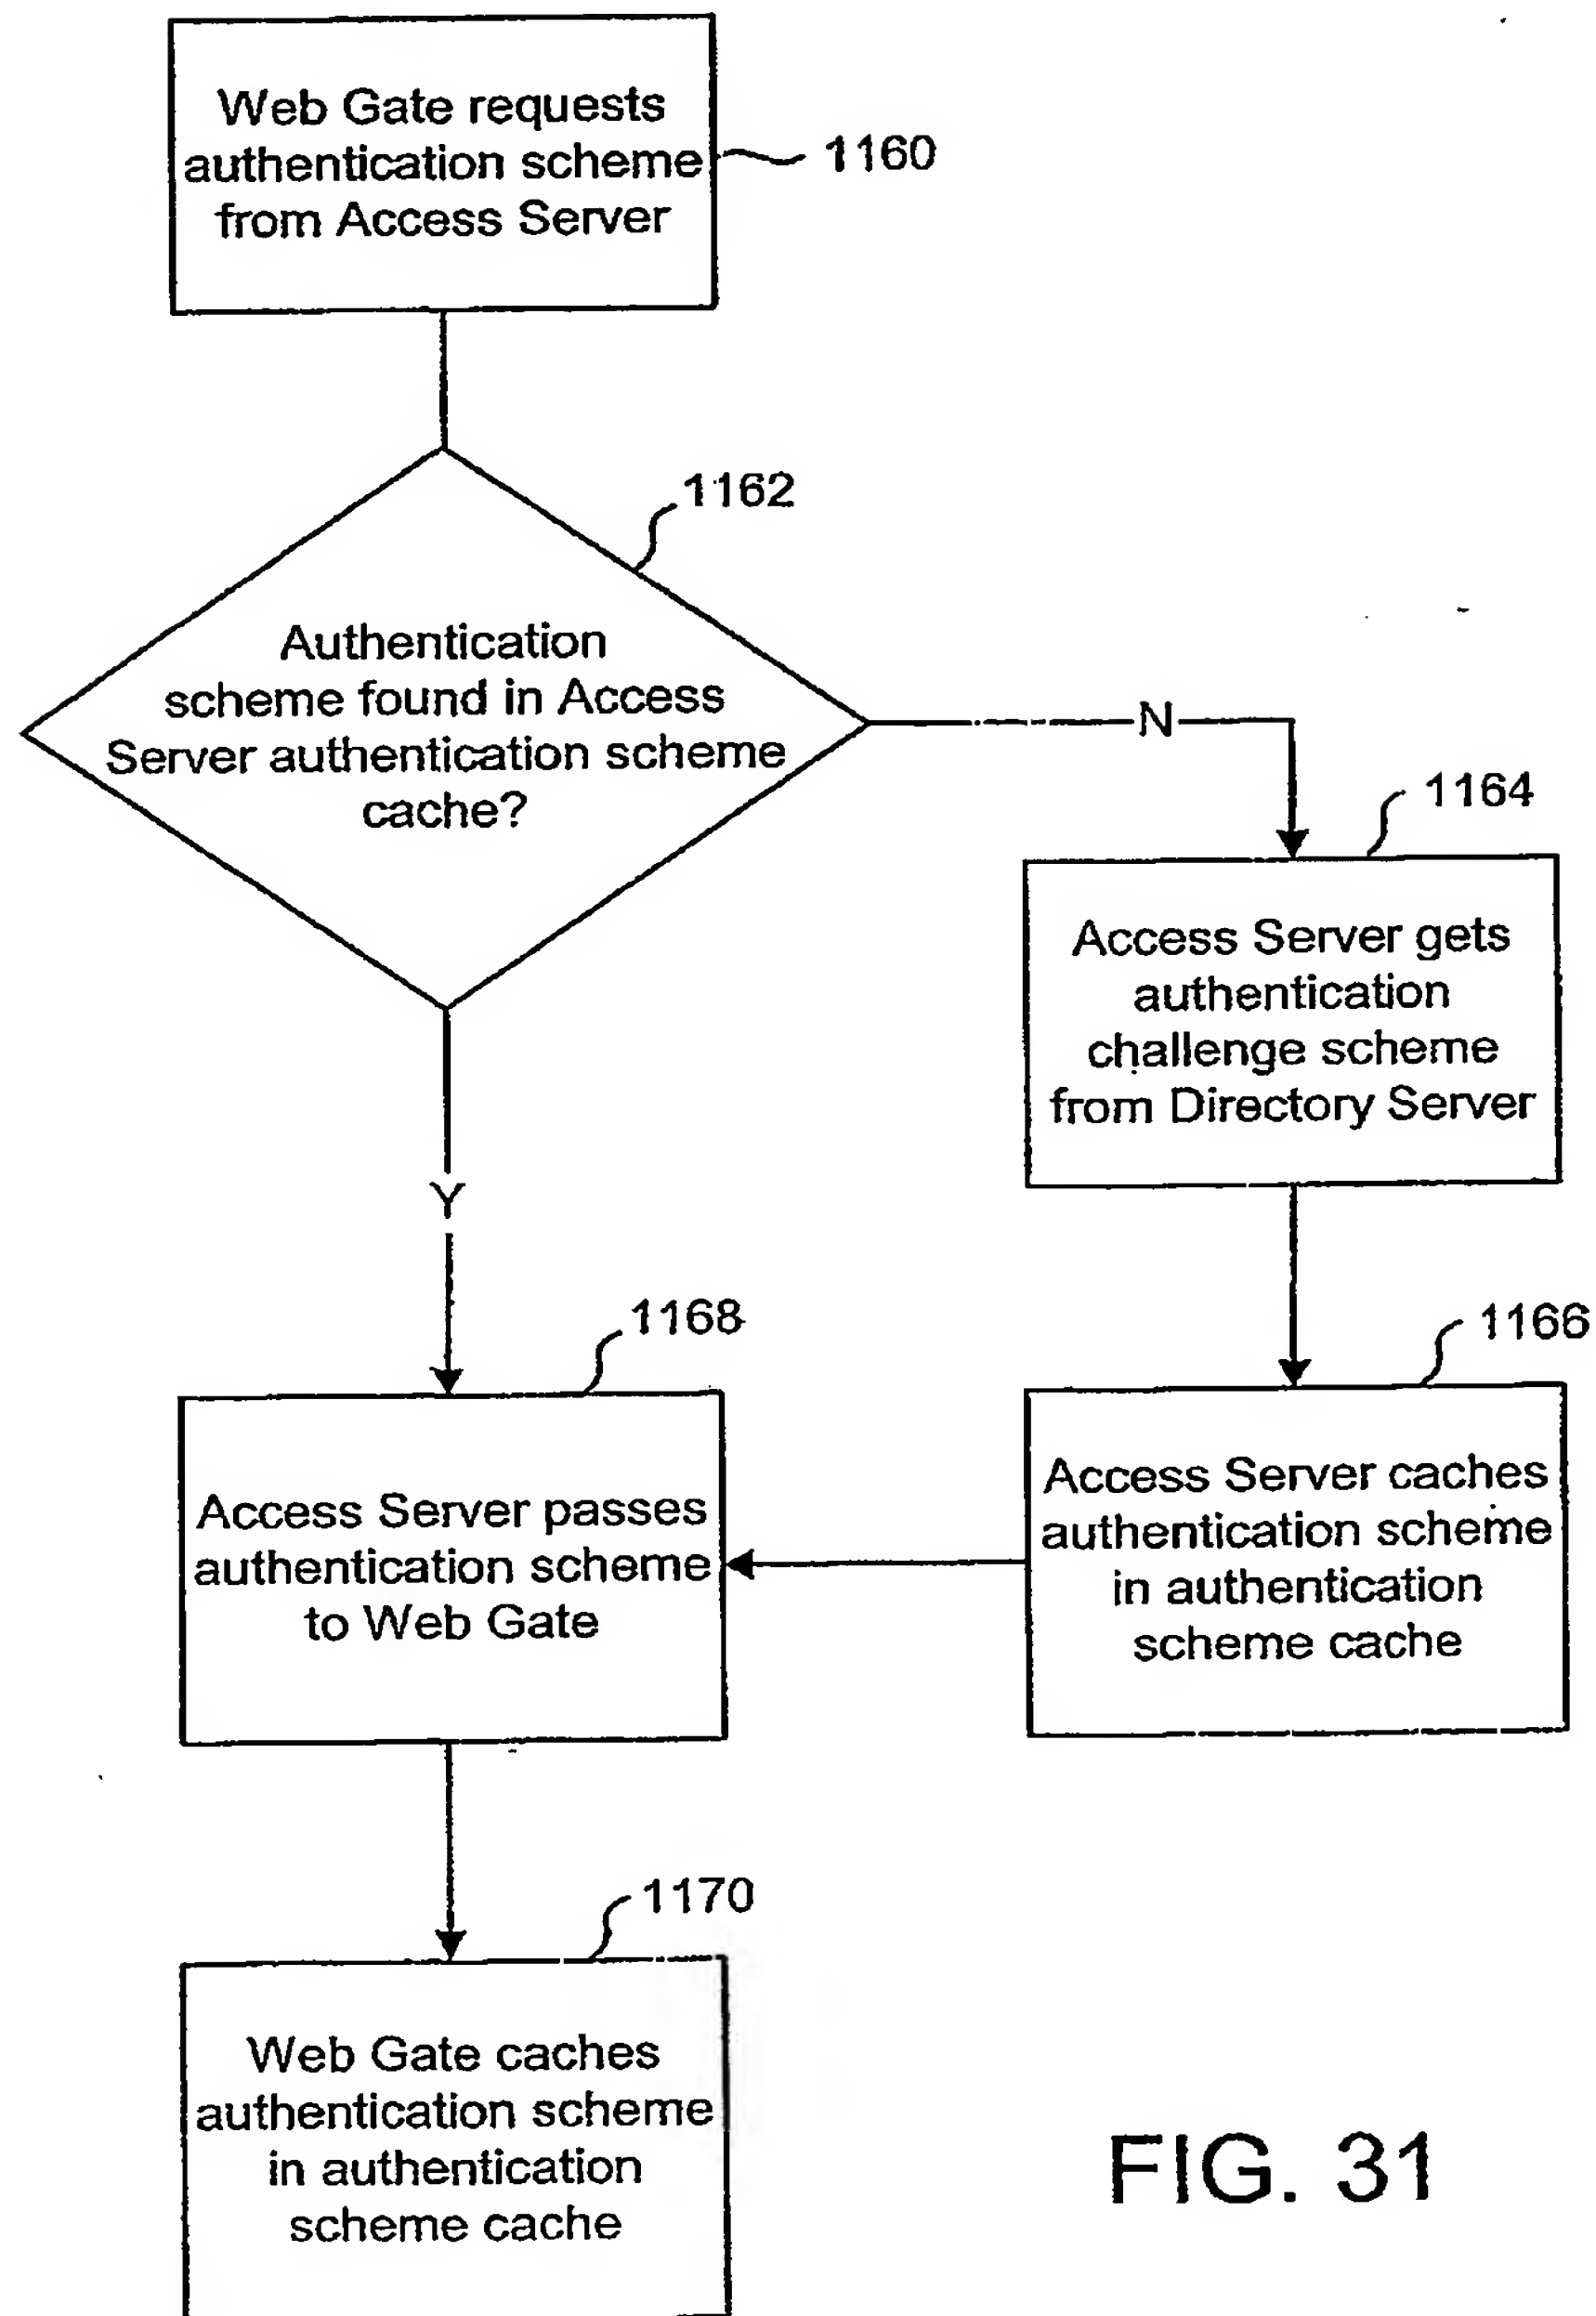 Web Gate requests
authentication scheme
from Access Server
1160
1162
Authentication
scheme found in Access
Server authentication scheme
cache?
N
1164
Access Server gets
authentication
challenge scheme
from Directory Server
Y
1168
1166
Access Server passes
authentication scheme
to Web Gate
Access Server caches
authentication scheme
in authentication
scheme cache
1170
Web Gate caches
authentication scheme
in authentication
scheme cache
FIG. 31